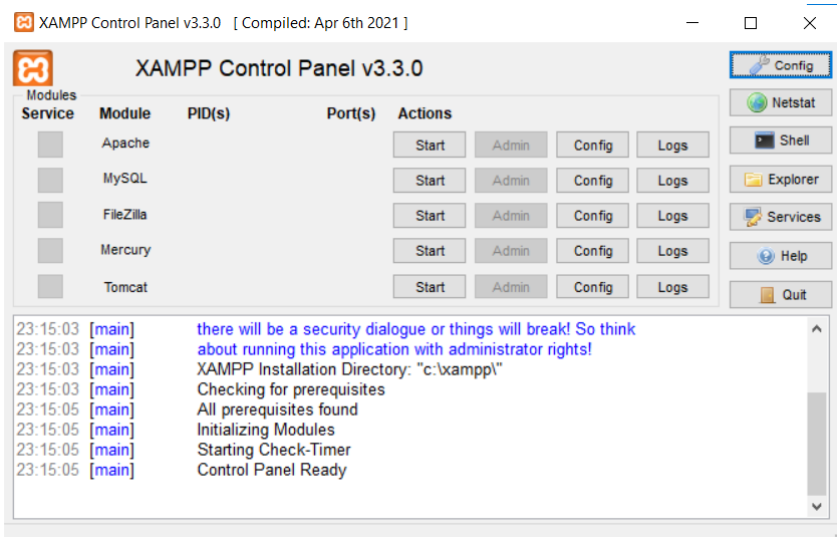 XAMPP Control Panel v3.3.0 [ Compiled: Apr 6th 2021 ]
XAMPP Control Panel v3.3.0
Config
Modules
Service Module PID(s) Port(s) Actions
Netstat
Apache Start Admin Config Logs
Shell
MySQL Start Admin Config Logs
Explorer
FileZilla Start Admin Config Logs
Services
Mercury Start Admin Config Logs
Help
Tomcat Start Admin Config Logs
Quit
23:15:03 [main] there will be a security dialogue or things will break! So think
23:15:03 [main] about running this application with administrator rights!
23:15:03 [main] XAMPP Installation Directory: "c:\xampp\"
23:15:03 [main] Checking for prerequisites
23:15:05 [main] All prerequisites found
23:15:05 [main] Initializing Modules
23:15:05 [main] Starting Check-Timer
23:15:05 [main] Control Panel Ready